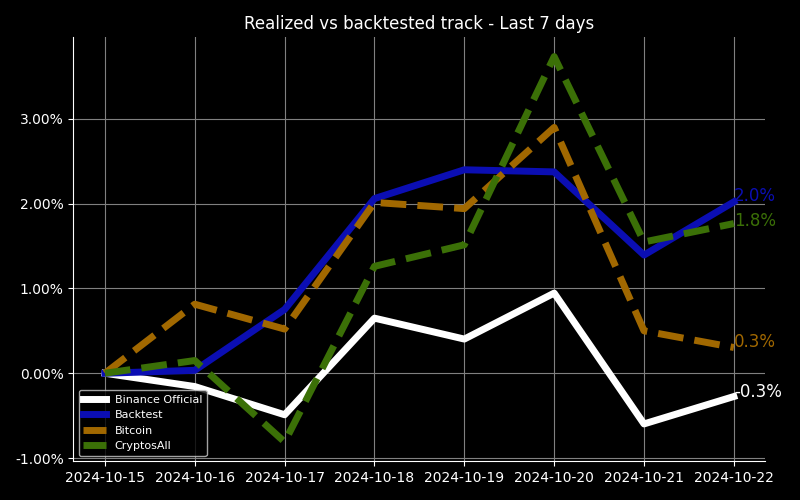 Realized vs backtested track - Last 7 days
3.00%
2.00%
1.00%
0.00%
-1.00%
2.0%
1.8%
0.3%
-0.3%
Binance Official
Backtest
Bitcoin
CryptosAll
2024-10-15 2024-10-16 2024-10-17 2024-10-18 2024-10-19 2024-10-20 2024-10-21 2024-10-22